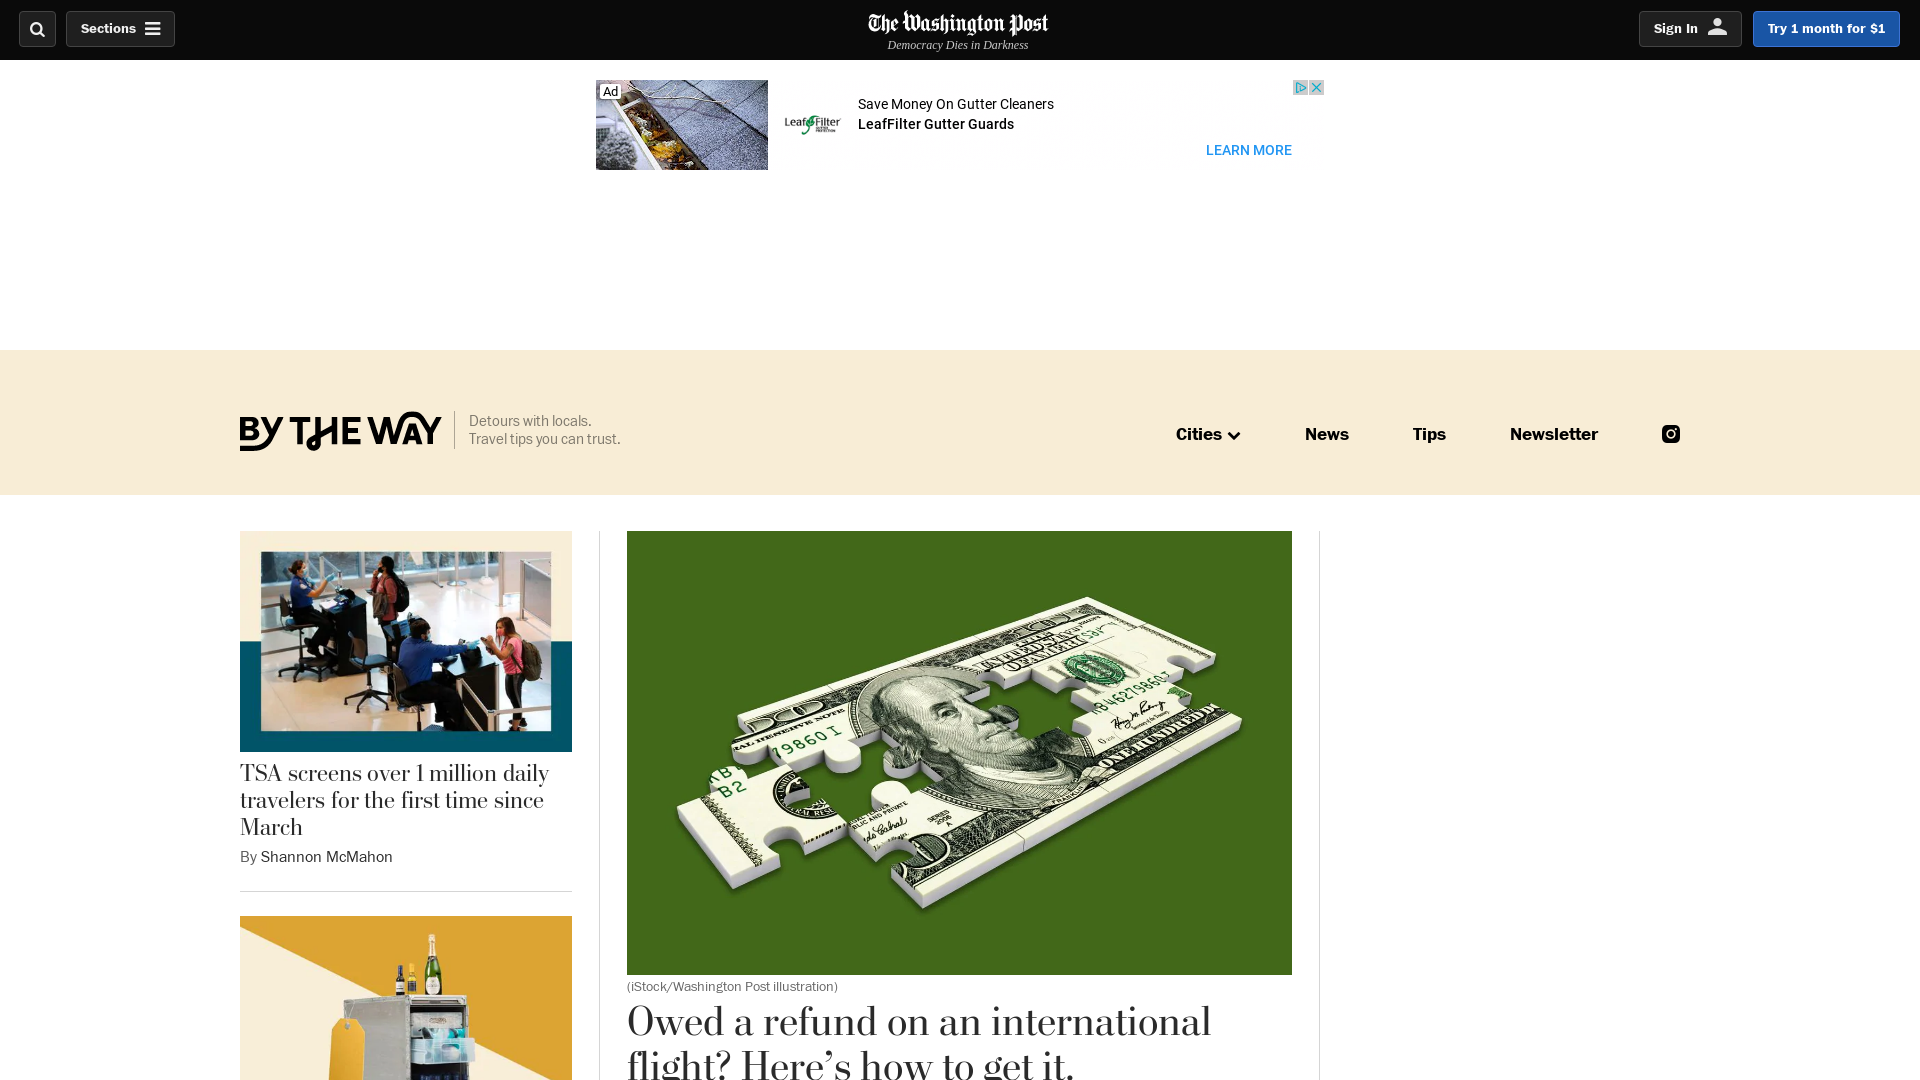 Sections
The Washington Post
Democracy Dies in Darkness
Sign In
Try 1 month for $1
Ad
LeafFilter
Save Money On Gutter Cleaners
LeafFilter Gutter Guards
LEARN MORE
BY THE WAY
Detours with locals.
Travel tips you can trust.
Cities
News
Tips
Newsletter
TSA screens over 1 million daily
travelers for the first time since
March
By Shannon McMahon
(iStock/Washington Post illustration)
Owed a refund on an international
flight? Here’s how to get it.